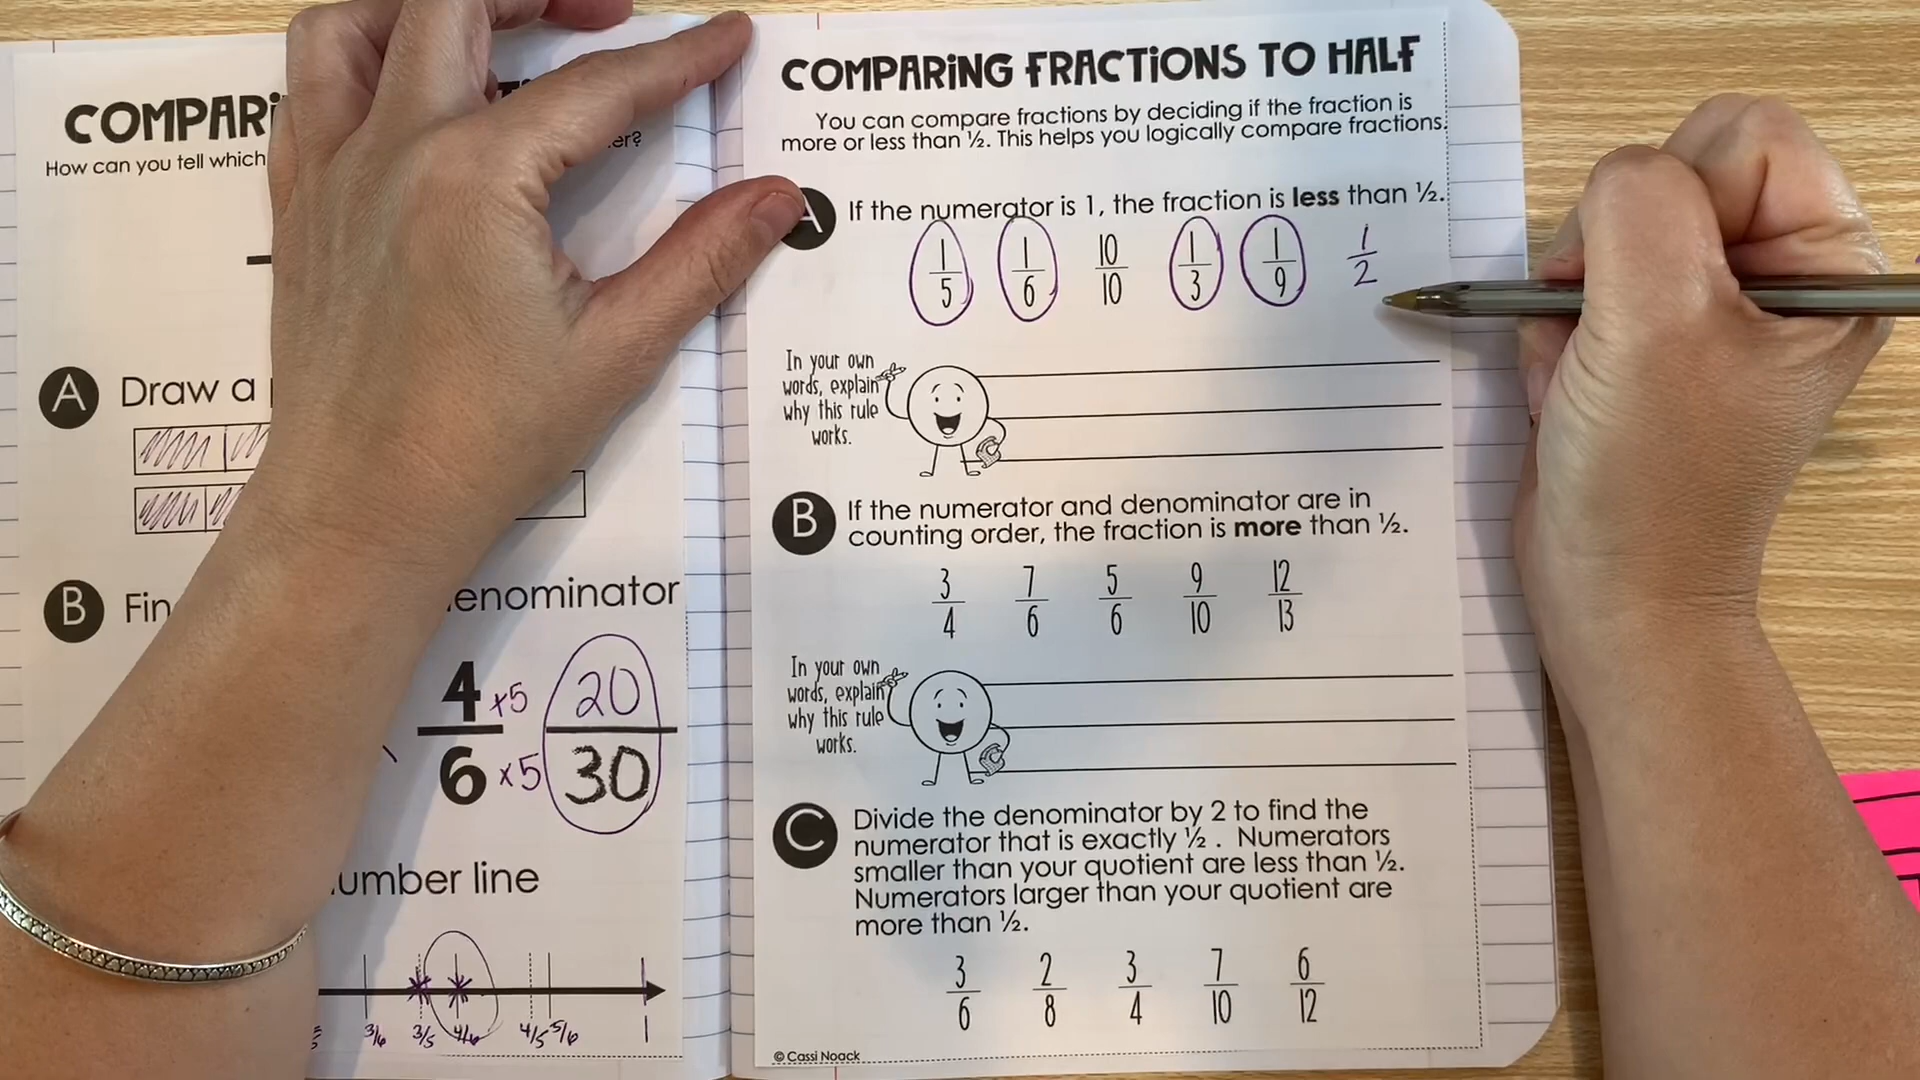 COMPARI
How can you tell which
er?
A Draw a
B Fin
enominator
4 ×5 20
6 ×5 30
umber line
3/6 3/5 4/6 4/5 5/6 1
COMPARING FRACTIONS TO HALF
You can compare fractions by deciding if the fraction is
more or less than ½. This helps you logically compare fractions.
A If the numerator is 1, the fraction is less than ½.
1 1 10 1 1 1
5 6 10 3 9 2
In your own
words, explain
why this rule
works.
B If the numerator and denominator are in
counting order, the fraction is more than ½.
3 7 5 9 12
4 6 6 10 13
In your own
words, explain
why this rule
works.
C Divide the denominator by 2 to find the
numerator that is exactly ½ . Numerators
smaller than your quotient are less than ½.
Numerators larger than your quotient are
more than ½.
3 2 3 7 6
6 8 4 10 12
© Cassi Noack